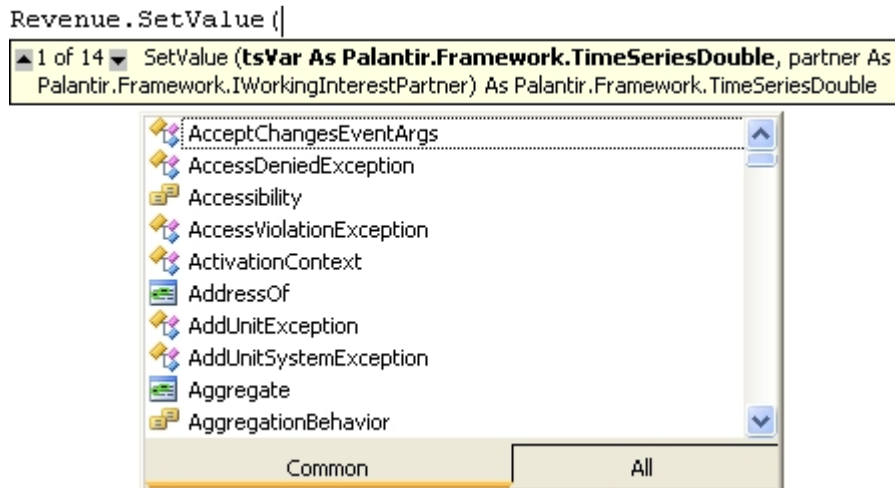 Revenue.SetValue(
▲1 of 14▼ SetValue (tsVar As Palantir.Framework.TimeSeriesDouble, partner As
Palantir.Framework.IWorkingInterestPartner) As Palantir.Framework.TimeSeriesDouble
AcceptChangesEventArgs
AccessDeniedException
Accessibility
AccessViolationException
ActivationContext
AddressOf
AddUnitException
AddUnitSystemException
Aggregate
AggregationBehavior
Common All